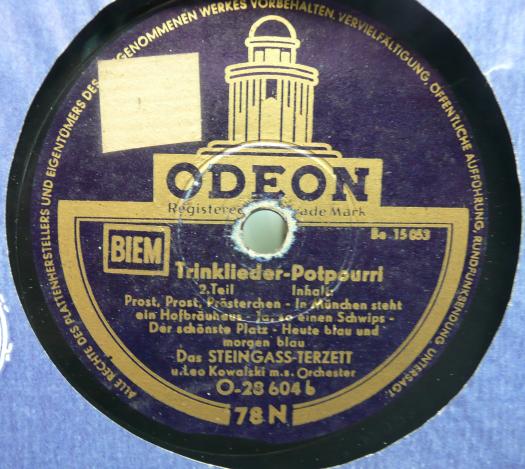 ALLE RECHTE DES PLATTENHERSTELLERS UND EIGENTÜMERS DES AUFGENOMMENEN WERKES VORBEHALTEN. VERVIELFÄLTIGUNG, ÖFFENTLICHE AUFFÜHRUNG, RUNDFUNKSENDUNG UNTERSAGT.
ODEON
Registered Trade Mark
Be 15053
BIEM
Trinklieder-Potpourri
2.Teil Inhalt:
Prost, Prost, Prösterchen - In München steht
ein Hofbräuhaus - Ja, so einen Schwips -
Der schönste Platz - Heute blau und
morgen blau
Das STEINGASS-TERZETT
u. Leo Kowalski m.s. Orchester
O-28 604 b
78 N